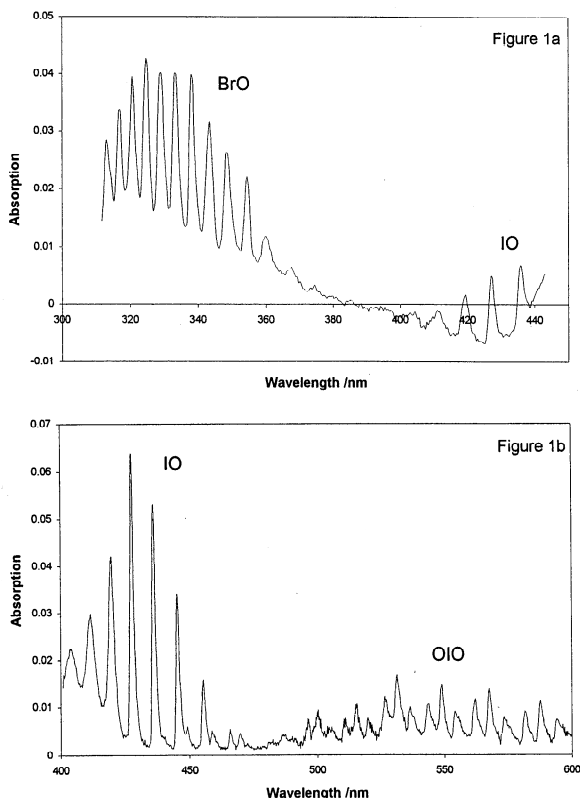 Figure 1a
0.05
0.04
0.03
0.02
0.01
0
-0.01
Absorption
BrO
IO
300 320 340 360 380 400 420 440
Wavelength /nm
Figure 1b
0.07
0.06
0.05
0.04
0.03
0.02
0.01
0
Absorption
IO
OIO
400 450 500 550 600
Wavelength /nm